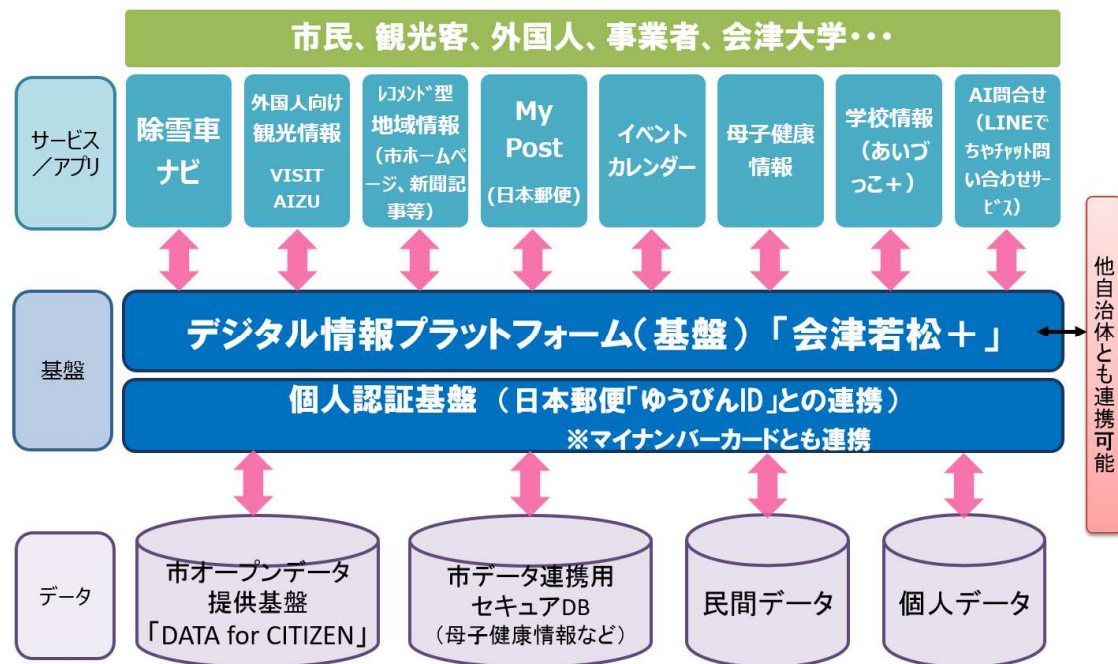 市民、観光客、外国人、事業者、会津大学・・・
サービス
／アプリ
除雪車
ナビ
外国人向け
観光情報
VISIT
AIZU
ﾚｺﾒﾝﾄﾞ型
地域情報
（市ホームペ
ージ、新聞記
事等）
My
Post
(日本郵便)
イベント
カレンダー
母子健康
情報
学校情報
（あいづ
っこ＋）
AI問合せ
（LINEで
ちゃﾁｬｯﾄ問
い合わせｻｰ
ﾋﾞｽ）
基盤
デジタル情報プラットフォーム（基盤）「会津若松＋」
個人認証基盤（日本郵便「ゆうびんID」との連携）
※マイナンバーカードとも連携
他自治体とも連携可能
データ
市オープンデータ
提供基盤
「DATA for CITIZEN」
市データ連携用
セキュアDB
（母子健康情報など）
民間データ
個人データ